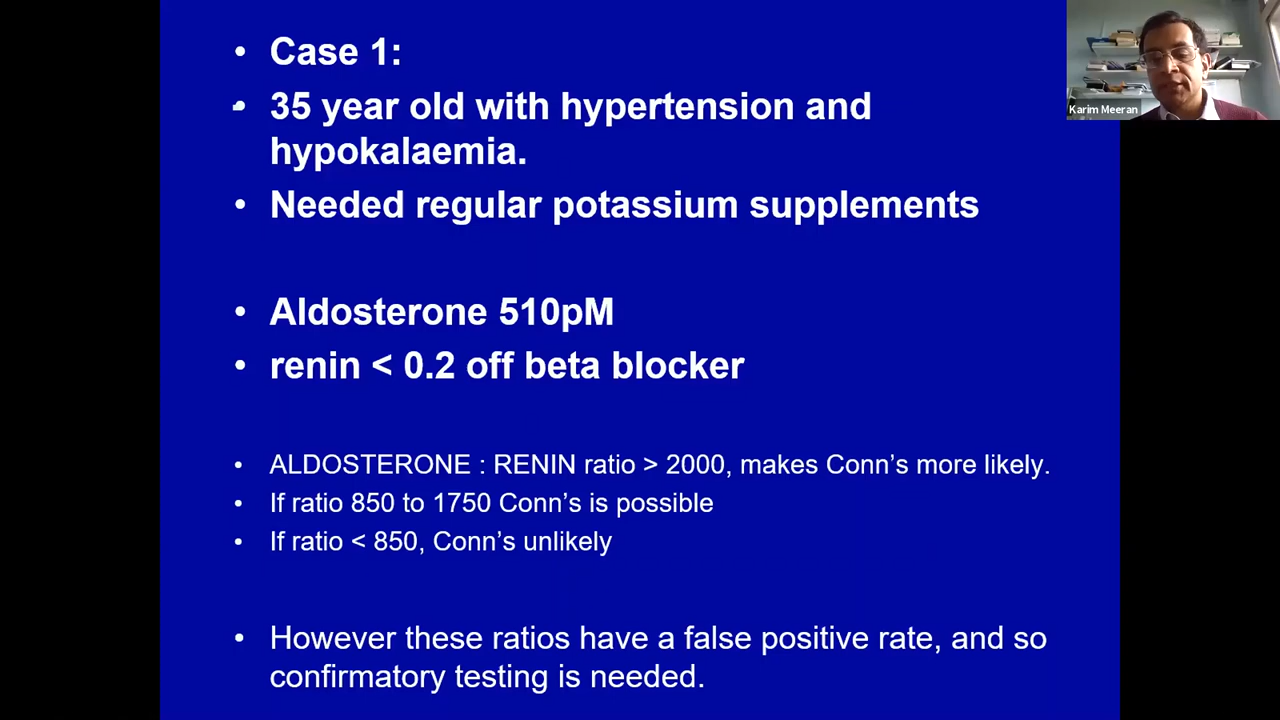 • Case 1:
• 35 year old with hypertension and
hypokalaemia.
• Needed regular potassium supplements
• Aldosterone 510pM
• renin < 0.2 off beta blocker
• ALDOSTERONE : RENIN ratio > 2000, makes Conn's more likely.
• If ratio 850 to 1750 Conn's is possible
• If ratio < 850, Conn's unlikely
• However these ratios have a false positive rate, and so
confirmatory testing is needed.
Karim Meeran